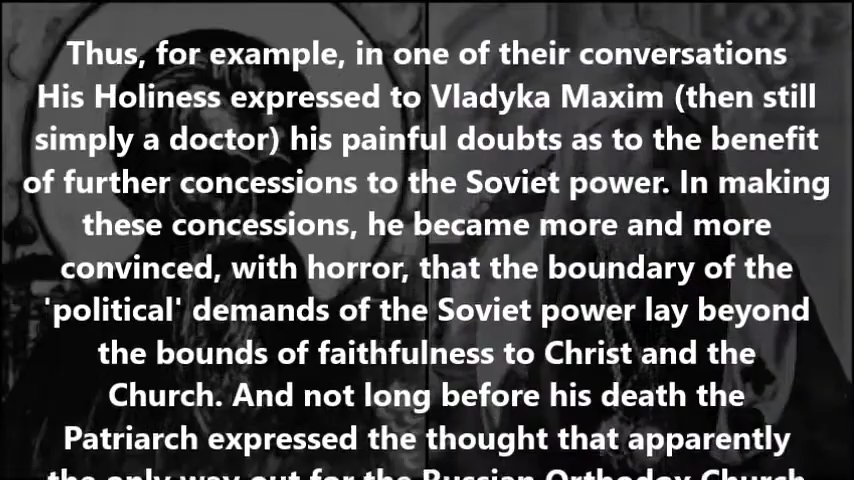 Thus, for example, in one of their conversations
His Holiness expressed to Vladyka Maxim (then still
simply a doctor) his painful doubts as to the benefit
of further concessions to the Soviet power. In making
these concessions, he became more and more
convinced, with horror, that the boundary of the
'political' demands of the Soviet power lay beyond
the bounds of faithfulness to Christ and the
Church. And not long before his death the
Patriarch expressed the thought that apparently
the only way out for the Russian Orthodox Church